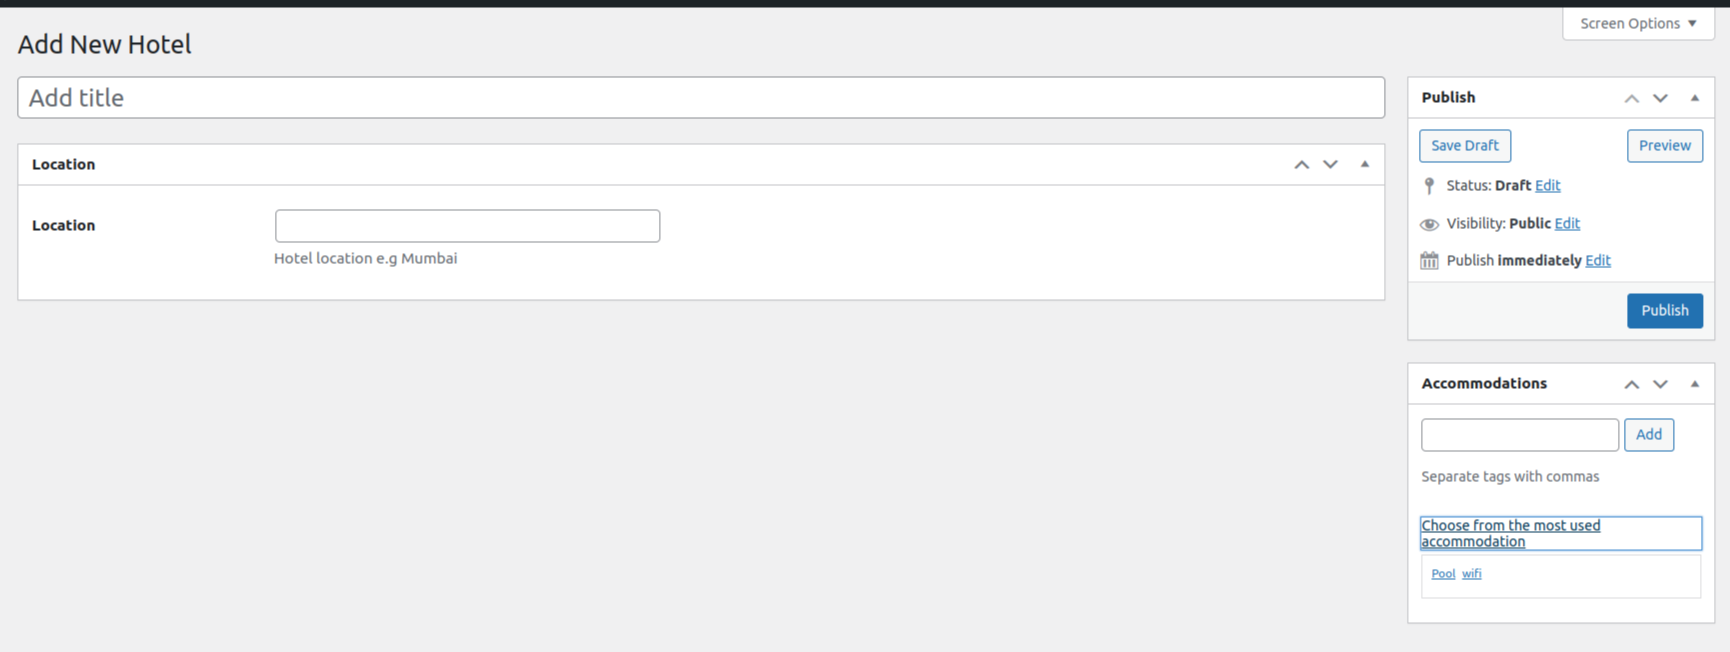 Screen Options
Add New Hotel
Add title
Location
Location
Hotel location e.g Mumbai
Publish
Save Draft
Preview
Status: Draft Edit
Visibility: Public Edit
Publish immediately Edit
Publish
Accommodations
Add
Separate tags with commas
Choose from the most used
accommodation
Pool wifi